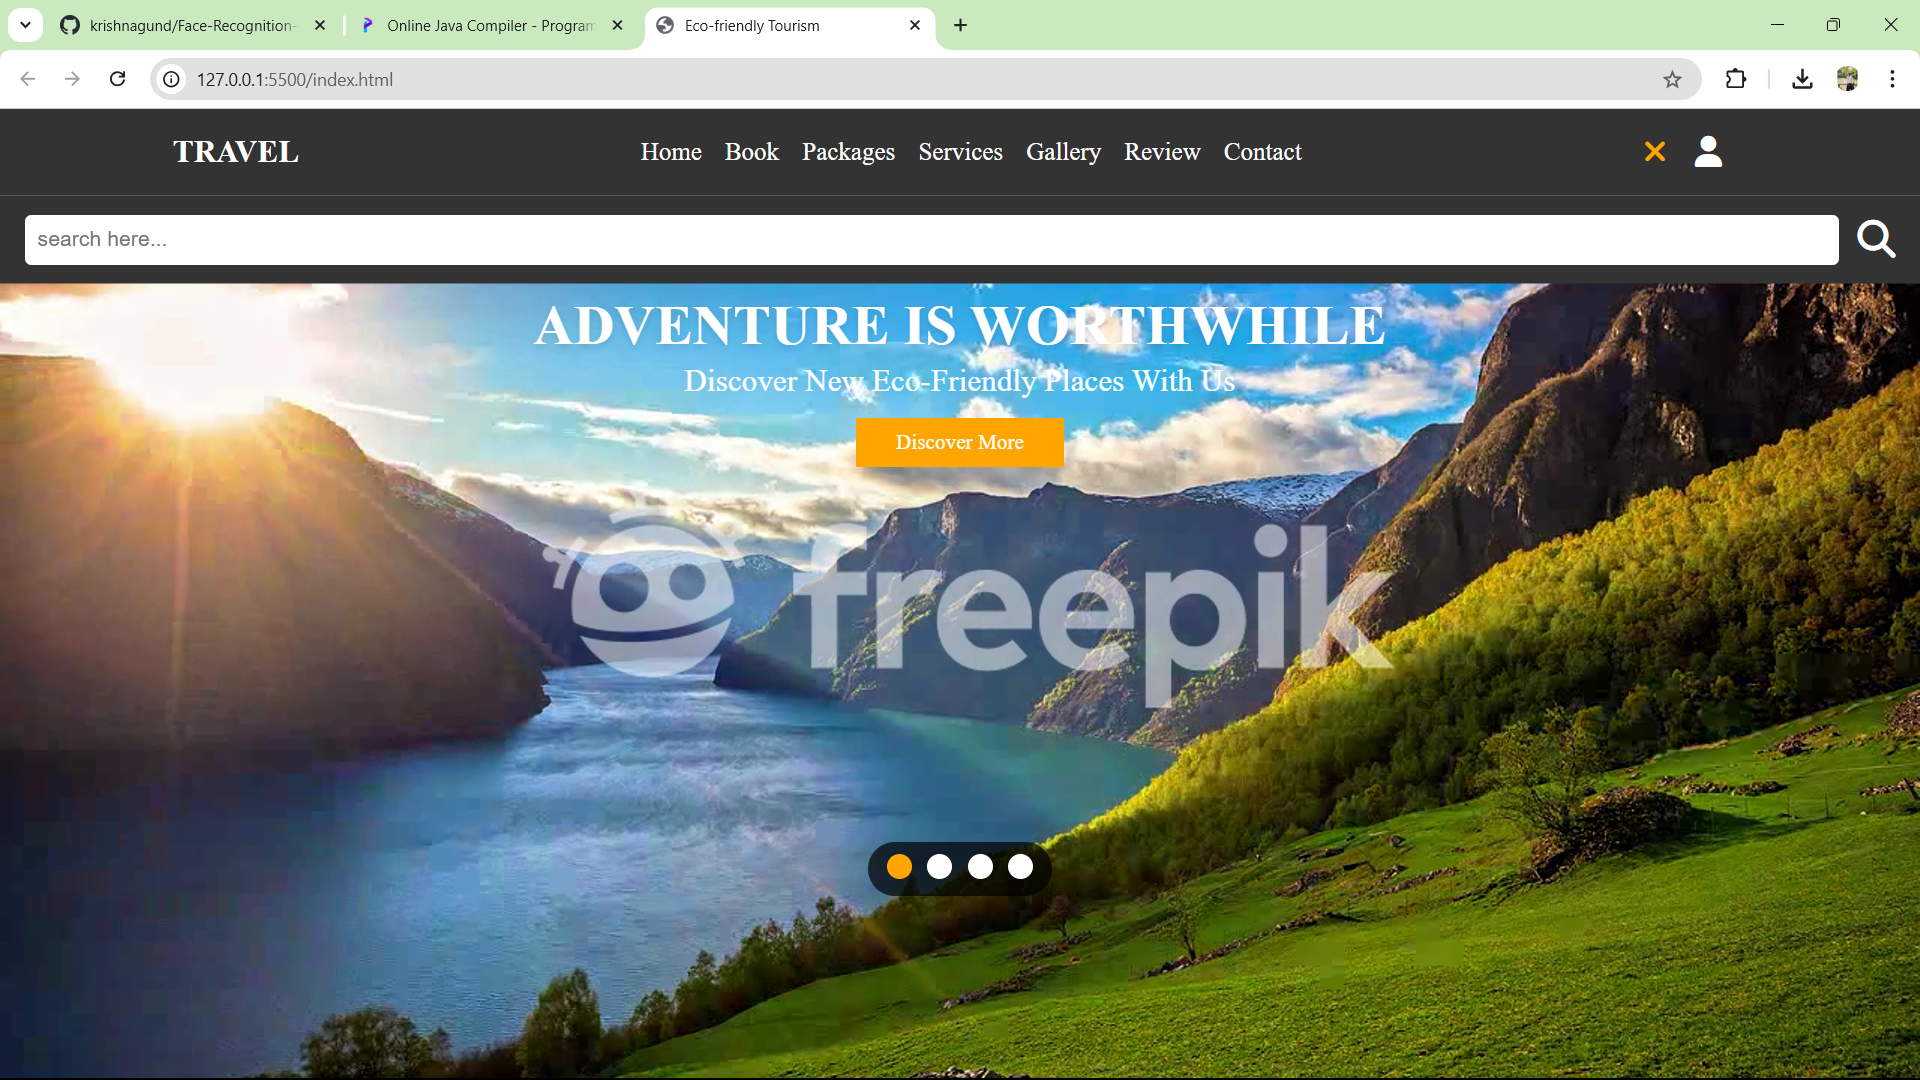 krishnagund/Face-Recognition-
Online Java Compiler - Program
Eco-friendly Tourism
127.0.0.1:5500/index.html
TRAVEL
Home Book Packages Services Gallery Review Contact
search here...
ADVENTURE IS WORTHWHILE
Discover New Eco-Friendly Places With Us
Discover More
freepik